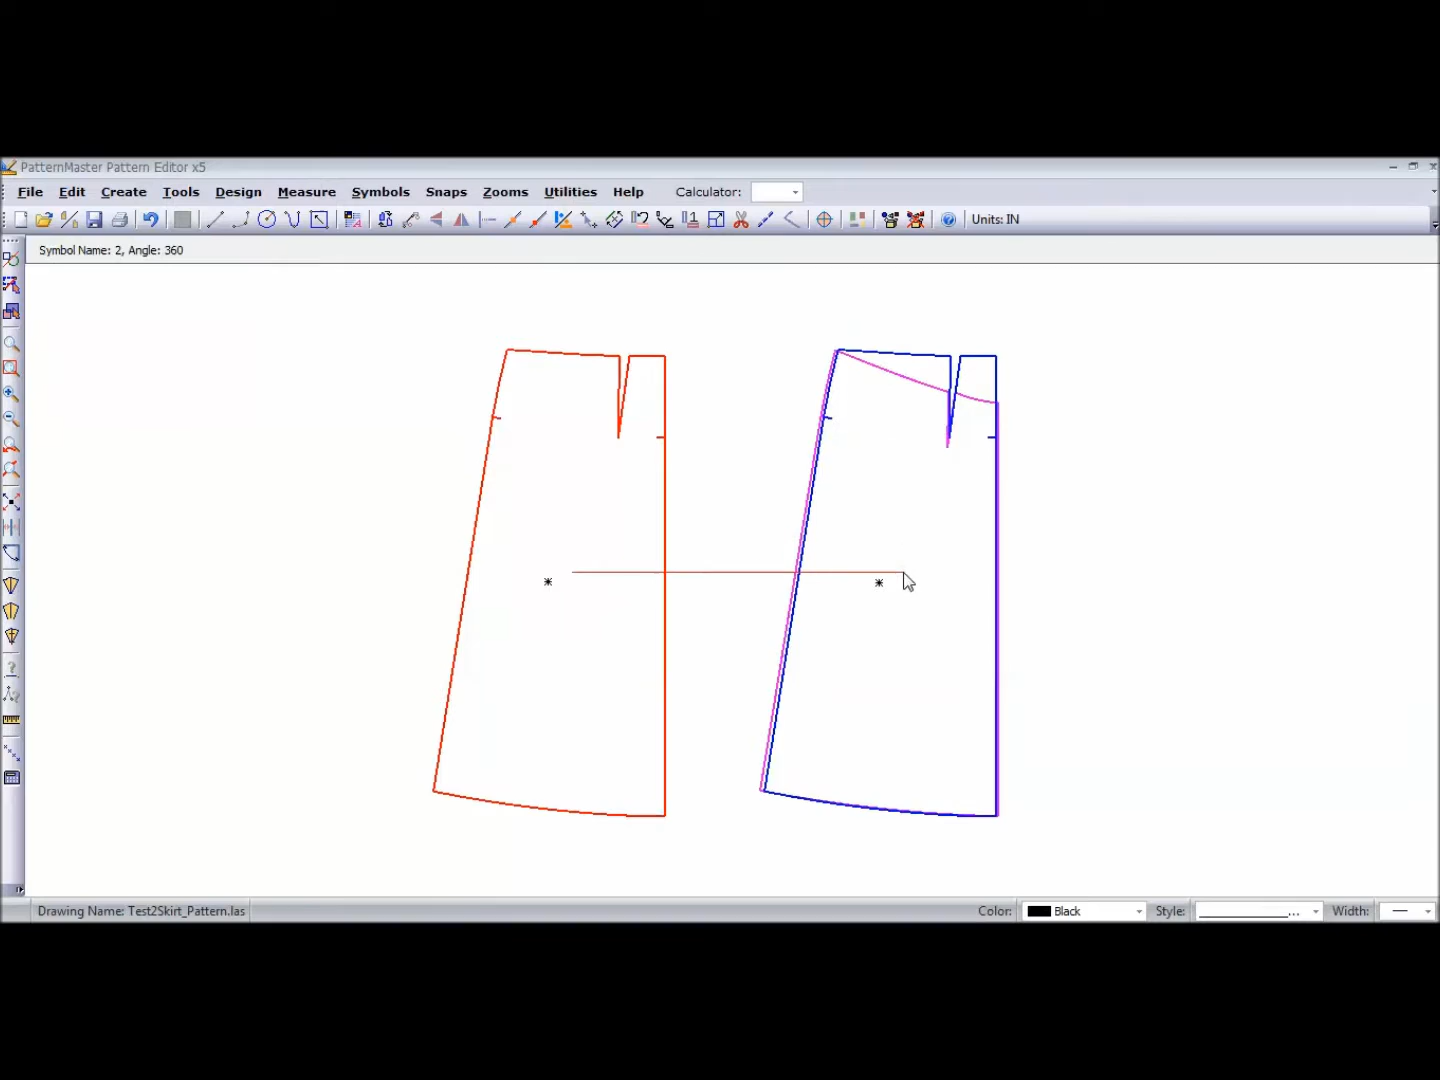 PatternMaster Pattern Editor x5
File Edit Create Tools Design Measure Symbols Snaps Zooms Utilities Help Calculator:
Units: IN
Symbol Name: 2, Angle: 360
Drawing Name: Test2Skirt_Pattern.las Color: Black Style: ... Width: